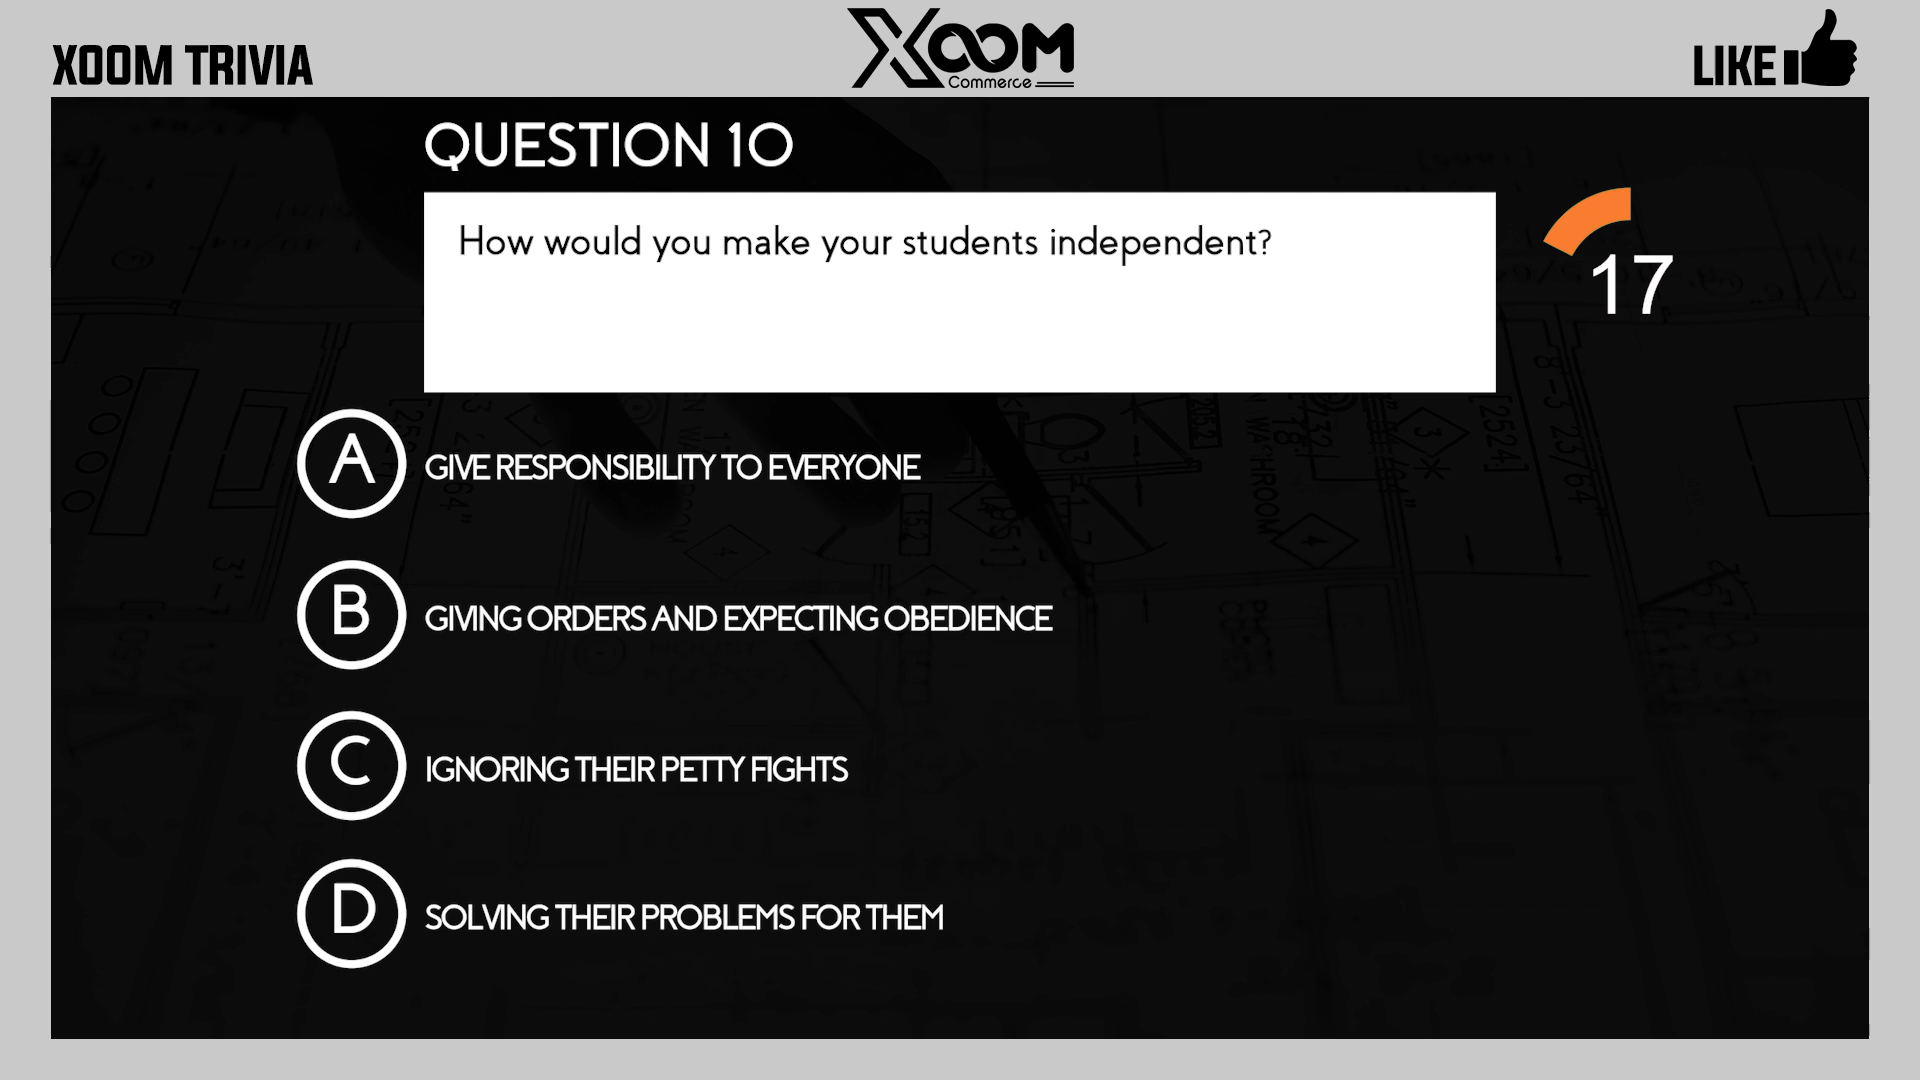 XOOM TRIVIA
XOOM
Commerce
LIKE
QUESTION 10
How would you make your students independent?
17
A
GIVE RESPONSIBILITY TO EVERYONE
B
GIVING ORDERS AND EXPECTING OBEDIENCE
C
IGNORING THEIR PETTY FIGHTS
D
SOLVING THEIR PROBLEMS FOR THEM